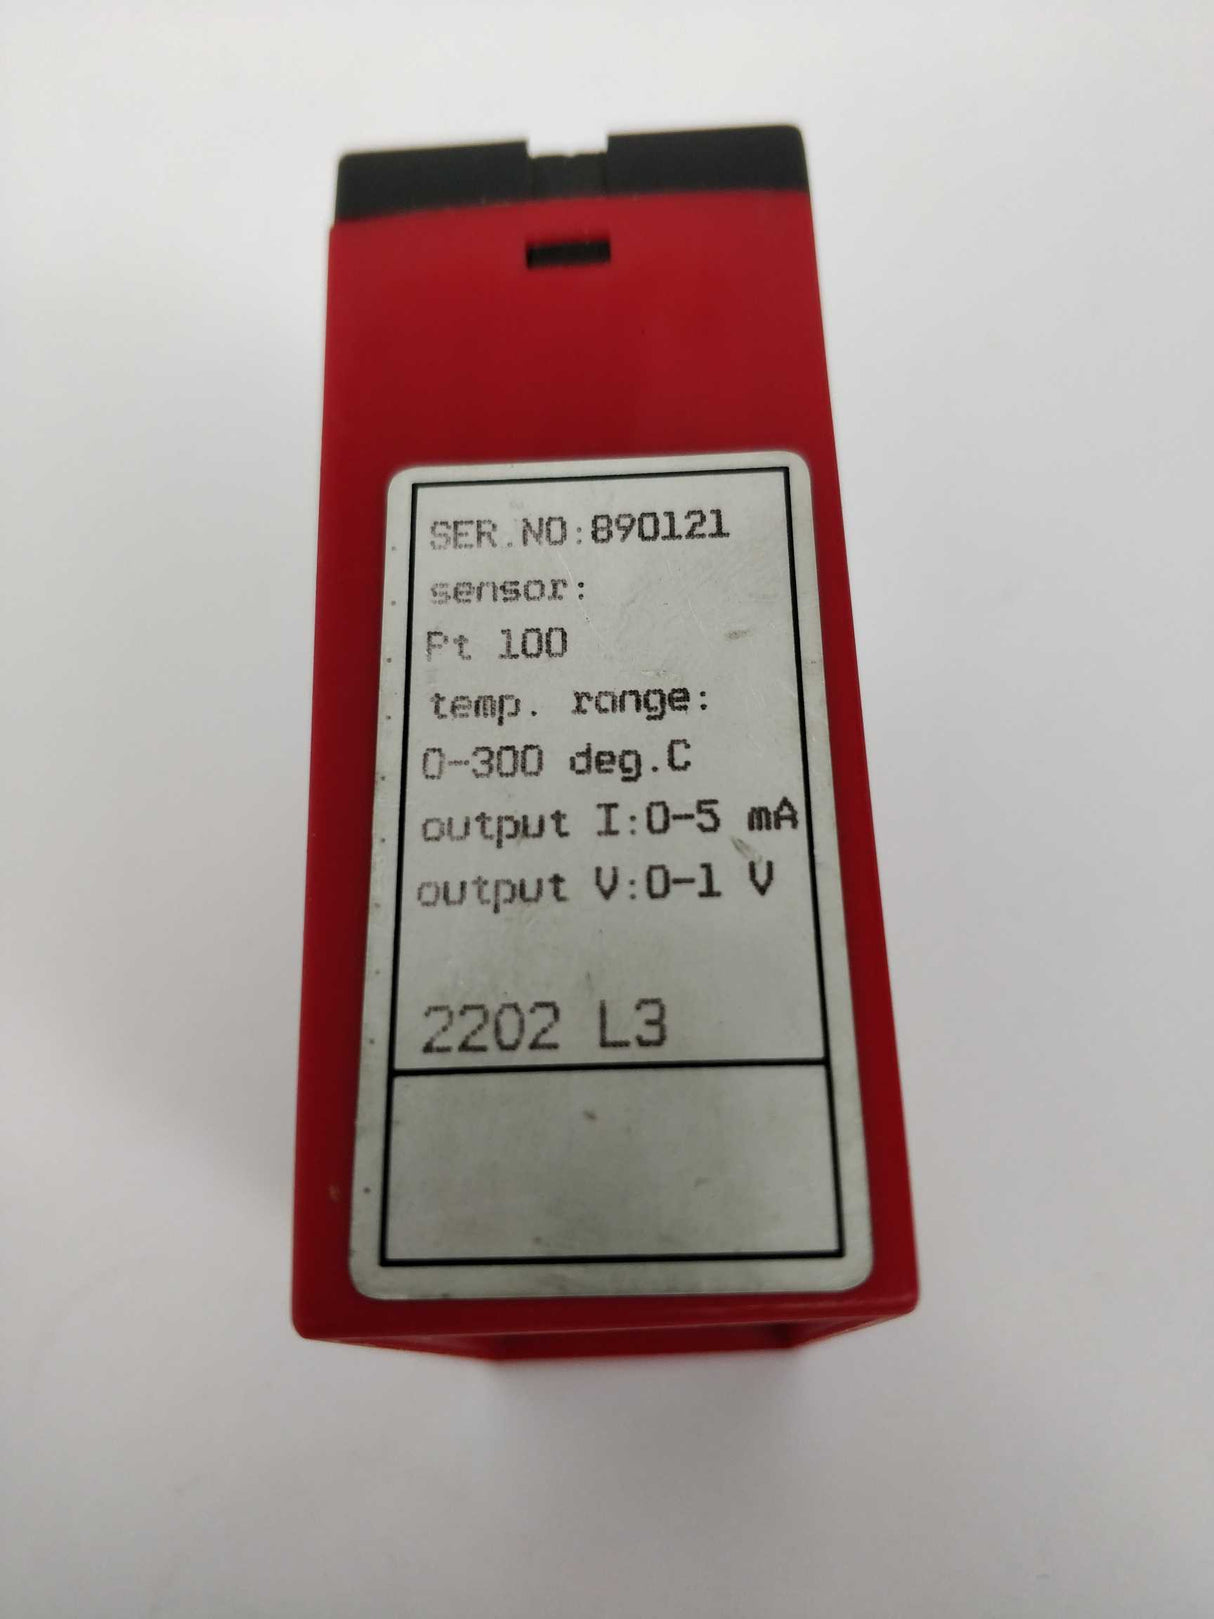 SER.NO:890121
sensor:
Pt 100
temp. range:
0-300 deg.C
output I:0-5 mA
output V:0-1 V
2202 L3